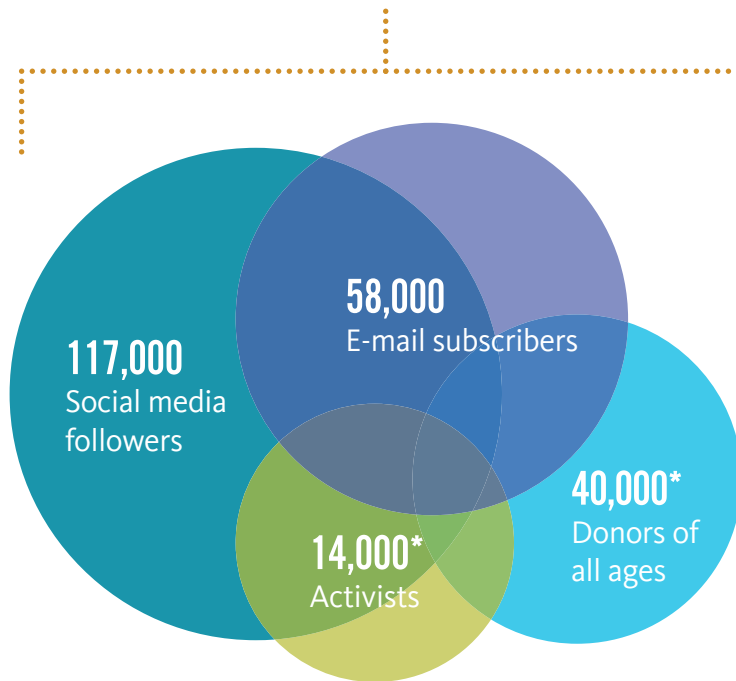 58,000
E-mail subscribers
117,000
Social media
followers
40,000*
Donors of
all ages
14,000*
Activists